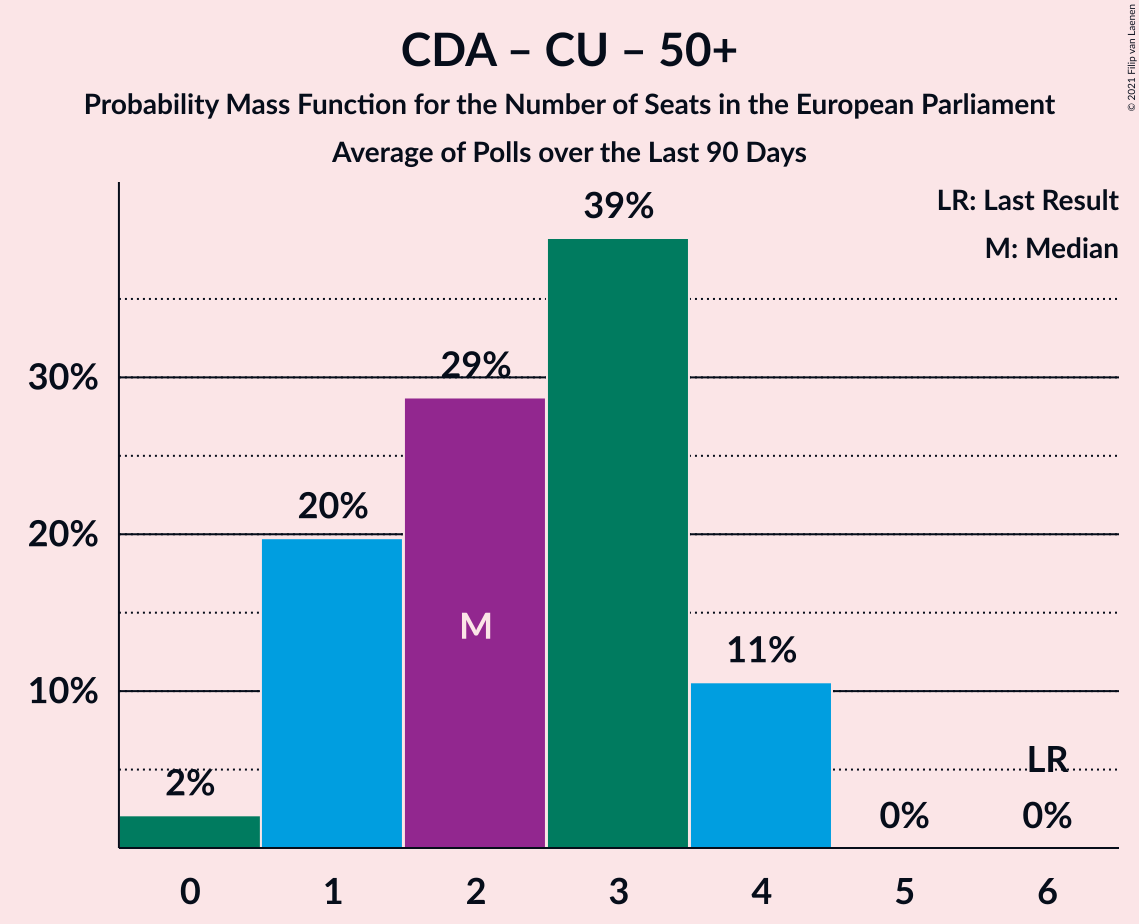 CDA – CU – 50+
Probability Mass Function for the Number of Seats in the European Parliament
Average of Polls over the Last 90 Days
© 2021 Filip van Laenen
LR: Last Result
M: Median
39%
30%
29%
20%
20%
M
11%
10%
LR
2%
0%
0%
0 1 2 3 4 5 6